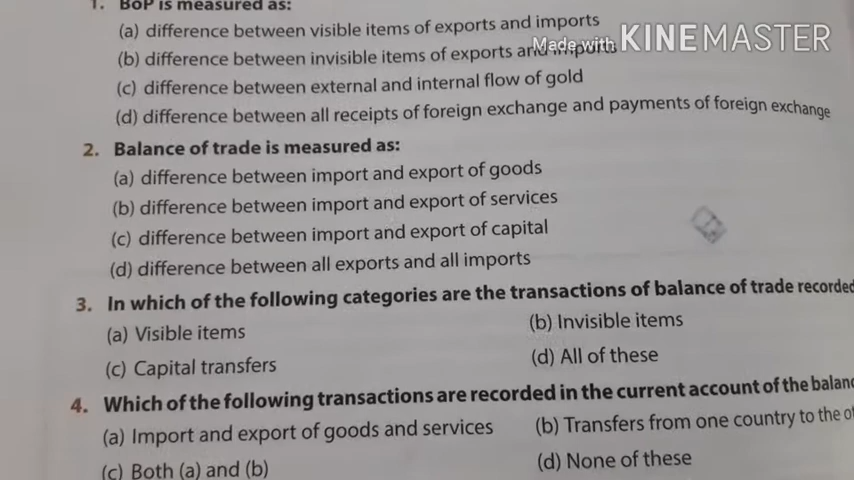 1. BoP is measured as:
(a) difference between visible items of exports and imports
(b) difference between invisible items of exports and imports
Made with KINEMASTER
(c) difference between external and internal flow of gold
(d) difference between all receipts of foreign exchange and payments of foreign exchange
2. Balance of trade is measured as:
(a) difference between import and export of goods
(b) difference between import and export of services
(c) difference between import and export of capital
(d) difference between all exports and all imports
3. In which of the following categories are the transactions of balance of trade recorded
(a) Visible items (b) Invisible items
(c) Capital transfers (d) All of these
4. Which of the following transactions are recorded in the current account of the
(a) Import and export of goods and services (b) Transfers from one country to the
(c) Both (a) and (b) (d) None of these